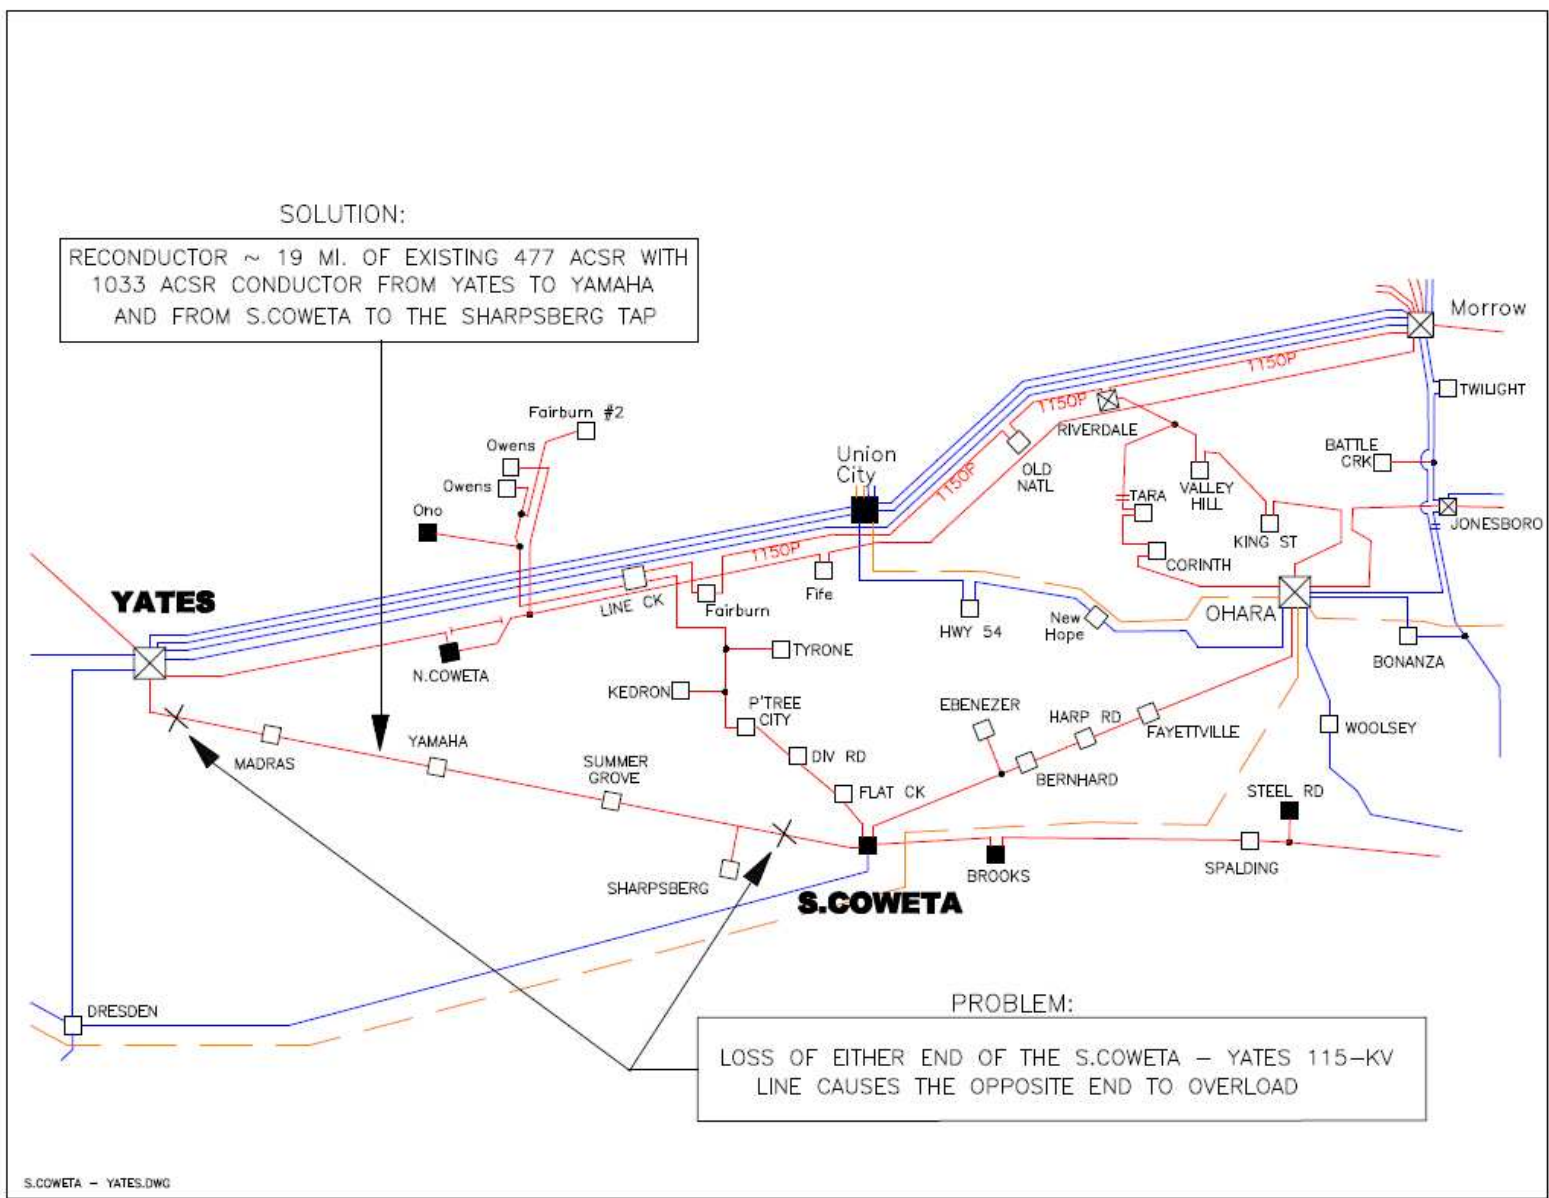 SOLUTION:
RECONDUCTOR ~ 19 MI. OF EXISTING 477 ACSR WITH
1033 ACSR CONDUCTOR FROM YATES TO YAMAHA
AND FROM S.COWETA TO THE SHARPSBERG TAP
Morrow
1150P
TWILIGHT
1150P
RIVERDALE
Fairburn #2
Owens
Owens
Ono
Union
City
1150P
OLD
NATL
BATTLE
CRK
TARA
VALLEY
HILL
KING ST
JONESBORO
CORINTH
1150P
YATES
LINE CK
Fairburn
Fife
HWY 54
New
Hope
OHARA
BONANZA
N.COWETA
TYRONE
KEDRON
P'TREE
CITY
EBENEZER
HARP RD
FAYETTVILLE
WOOLSEY
MADRAS
YAMAHA
SUMMER
GROVE
DIV RD
BERNHARD
FLAT CK
STEEL RD
SHARPSBERG
BROOKS
SPALDING
S.COWETA
DRESDEN
PROBLEM:
LOSS OF EITHER END OF THE S.COWETA – YATES 115–KV
LINE CAUSES THE OPPOSITE END TO OVERLOAD
S.COWETA – YATES.DWG